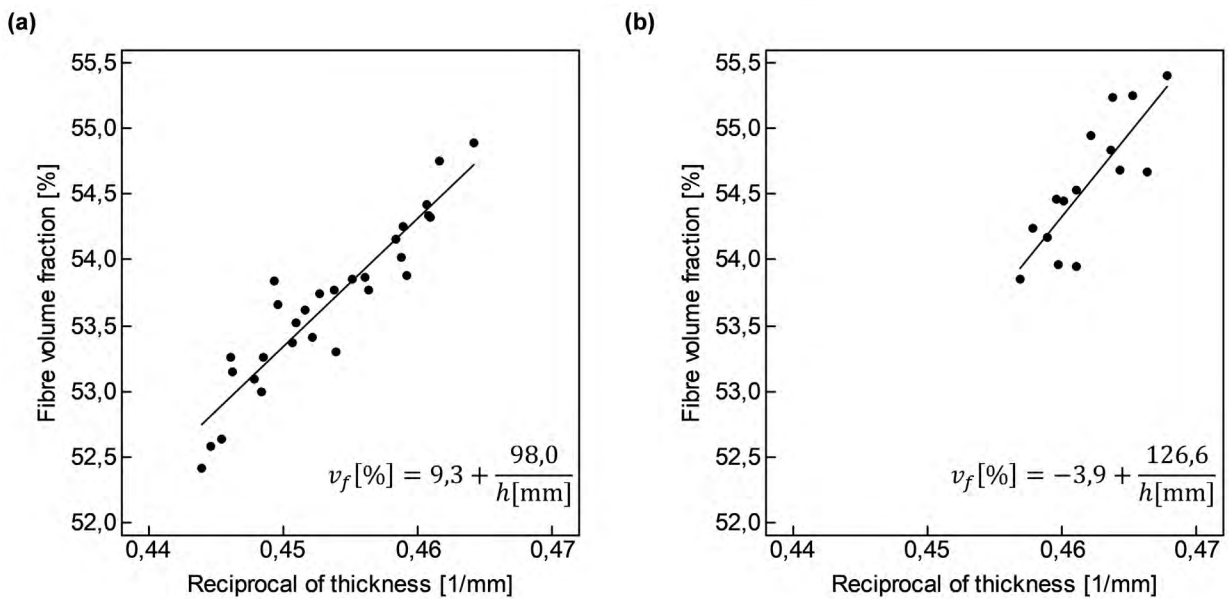 (a)
Fibre volume fraction [%]
55,5
55,0
54,5
54,0
53,5
53,0
52,5
52,0
v_f[%] = 9,3 + 98,0/h[mm]
0,44 0,45 0,46 0,47
Reciprocal of thickness [1/mm]
(b)
Fibre volume fraction [%]
55,5
55,0
54,5
54,0
53,5
53,0
52,5
52,0
v_f[%] = −3,9 + 126,6/h[mm]
0,44 0,45 0,46 0,47
Reciprocal of thickness [1/mm]